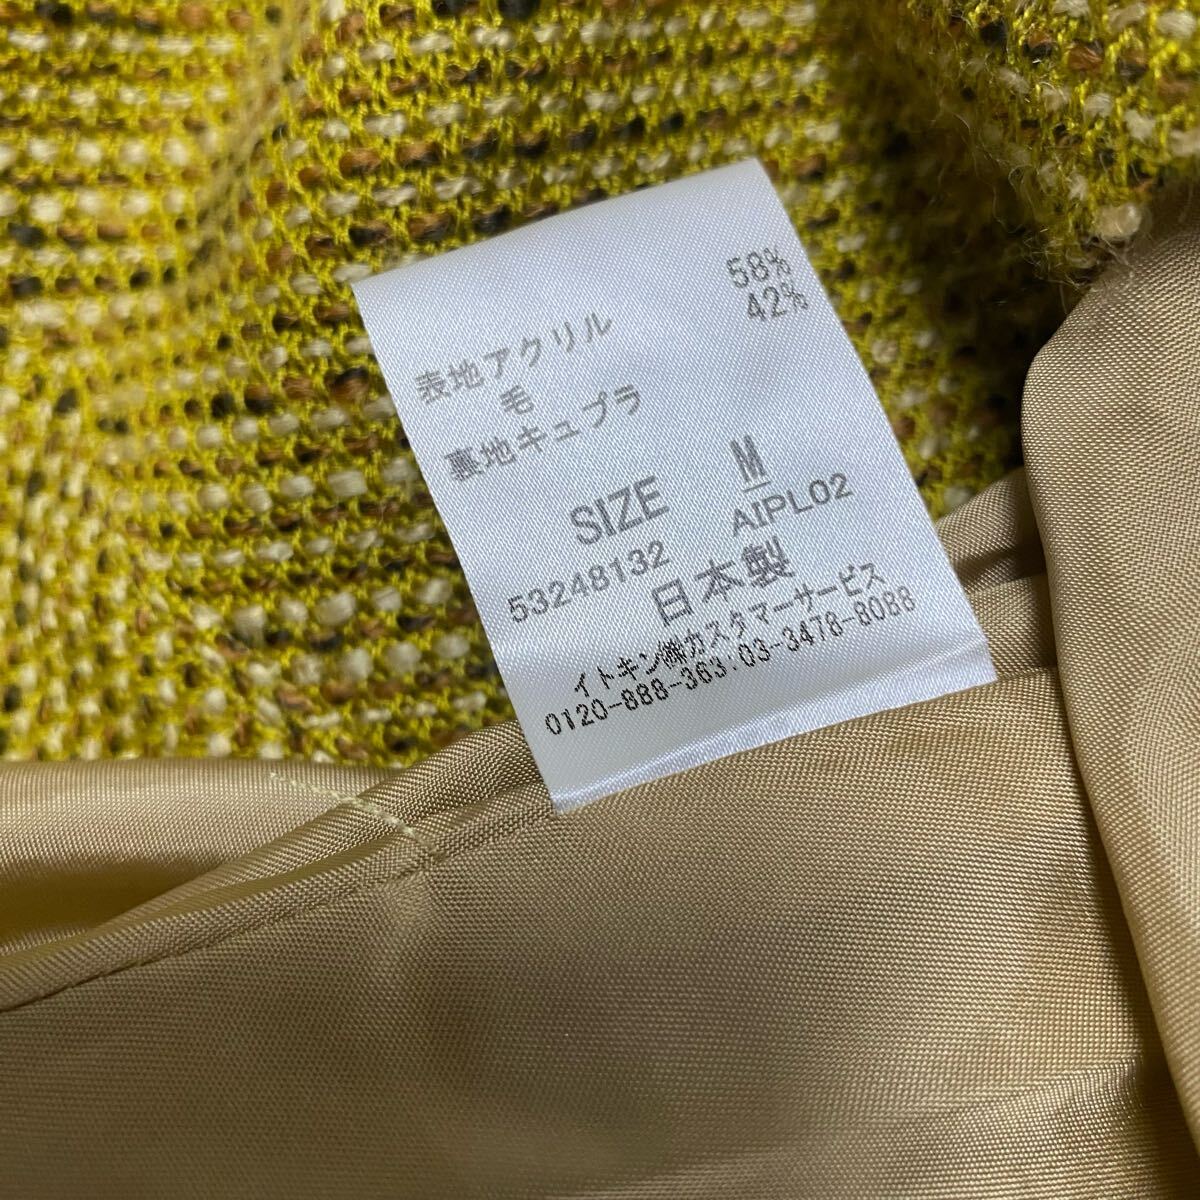 表地アクリル 58%
毛 42%
裏地キュプラ
SIZE M
53248132 AIPL02
日本製
イトキン㈱カスタマーサービス
0120-888-363:03-3478-8088